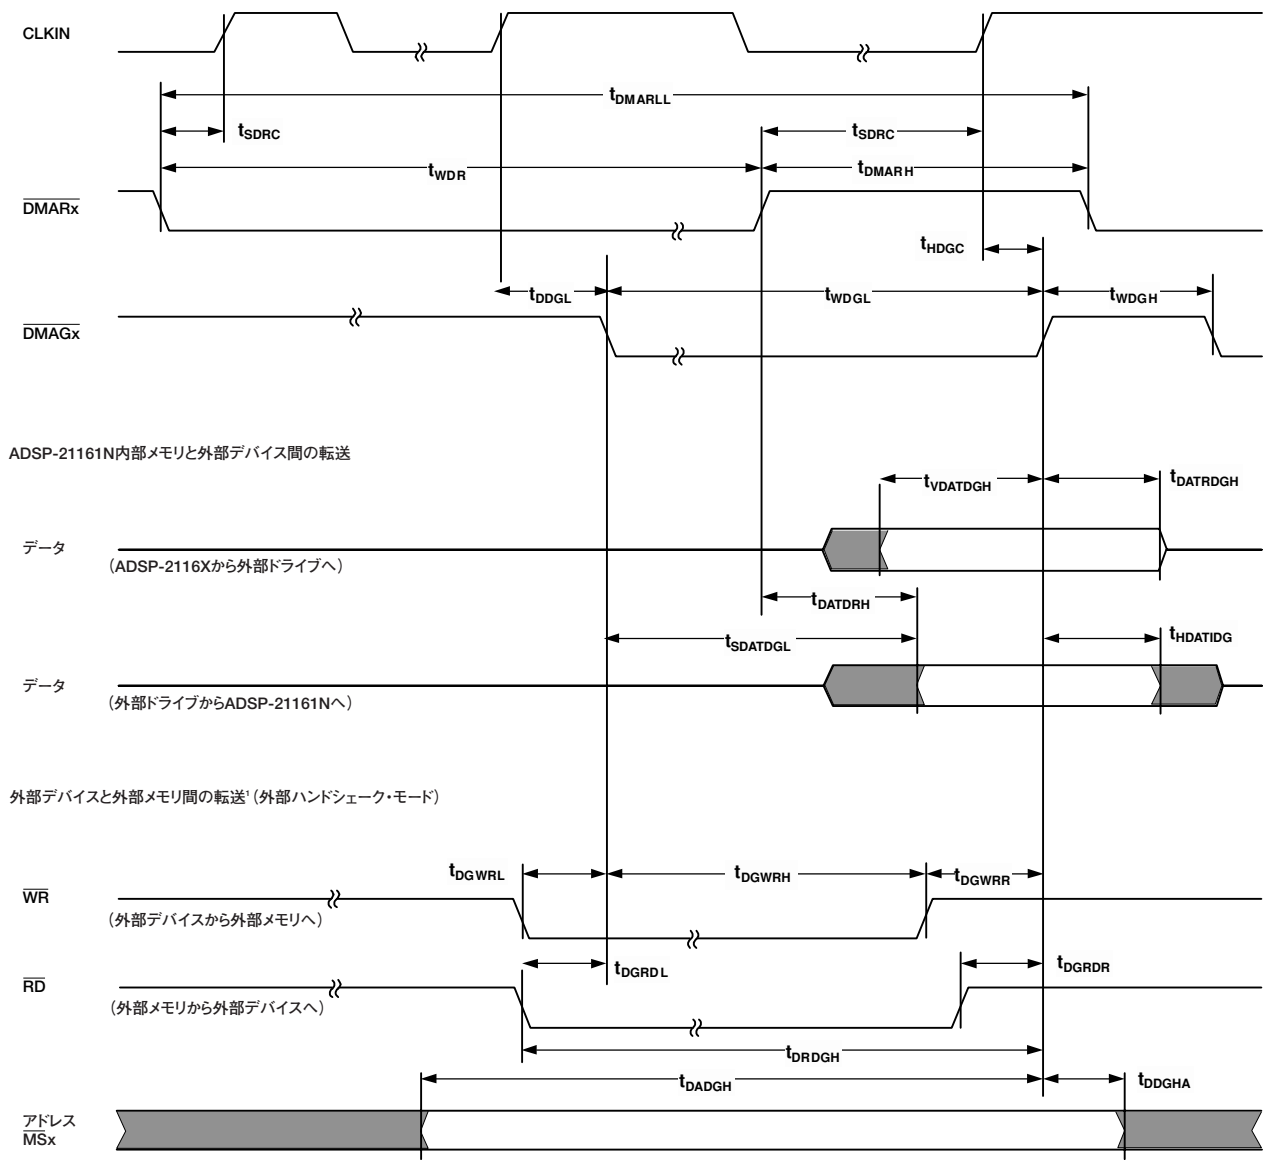 CLKIN
tDMARLL
tSDRC
tSDRC
tWDR
tDMARH
DMARx
tHDGC
tDDGL
tWDGL
tWDGH
DMAGx
ADSP-21161N内部メモリと外部デバイス間の転送
tVDATDGH
tDATRDGH
データ
(ADSP-2116Xから外部ドライブへ)
tDATDRH
tSDATDGL
tHDATIDG
データ
(外部ドライブからADSP-21161Nへ)
外部デバイスと外部メモリ間の転送¹(外部ハンドシェーク・モード)
tDGWRL
tDGWRH
tDGWRR
WR
(外部デバイスから外部メモリへ)
tDGRDL
tDGRDR
RD
(外部メモリから外部デバイスへ)
tDRDGH
tDADGH
tDDGHA
アドレス
MSx